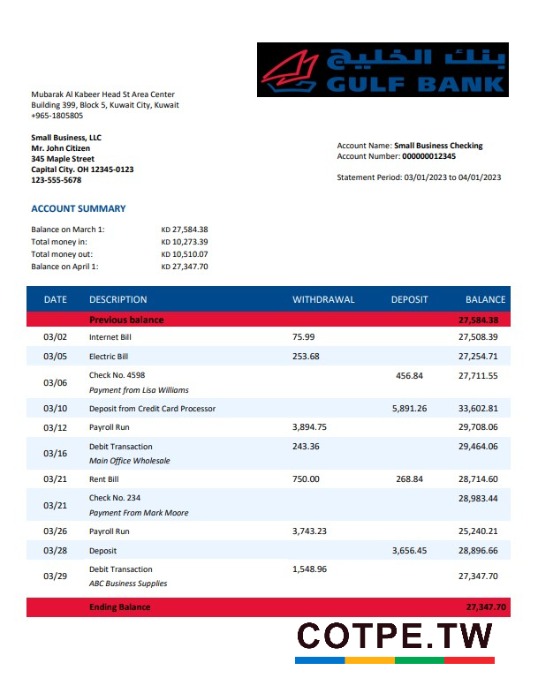 بنك الخليج
GULF BANK
Mubarak Al Kabeer Head St Area Center
Building 399, Block 5, Kuwait City, Kuwait
+965-1805805
Small Business, LLC
Mr. John Citizen
345 Maple Street
Capital City. OH 12345-0123
123-555-5678
Account Name: Small Business Checking
Account Number: 000000012345
Statement Period: 03/01/2023 to 04/01/2023
ACCOUNT SUMMARY
Balance on March 1: KD 27,584.38
Total money in: KD 10,273.39
Total money out: KD 10,510.07
Balance on April 1: KD 27,347.70
DATE DESCRIPTION WITHDRAWAL DEPOSIT BALANCE
Previous balance 27,584.38
03/02 Internet Bill 75.99 27,508.39
03/05 Electric Bill 253.68 27,254.71
03/06 Check No. 4598 456.84 27,711.55
Payment from Lisa Williams
03/10 Deposit from Credit Card Processor 5,891.26 33,602.81
03/12 Payroll Run 3,894.75 29,708.06
03/16 Debit Transaction 243.36 29,464.06
Main Office Wholesale
03/21 Rent Bill 750.00 268.84 28,714.60
03/21 Check No. 234 28,983.44
Payment From Mark Moore
03/26 Payroll Run 3,743.23 25,240.21
03/28 Deposit 3,656.45 28,896.66
03/29 Debit Transaction 1,548.96 27,347.70
ABC Business Supplies
Ending Balance 27,347.70
COTPE.TW